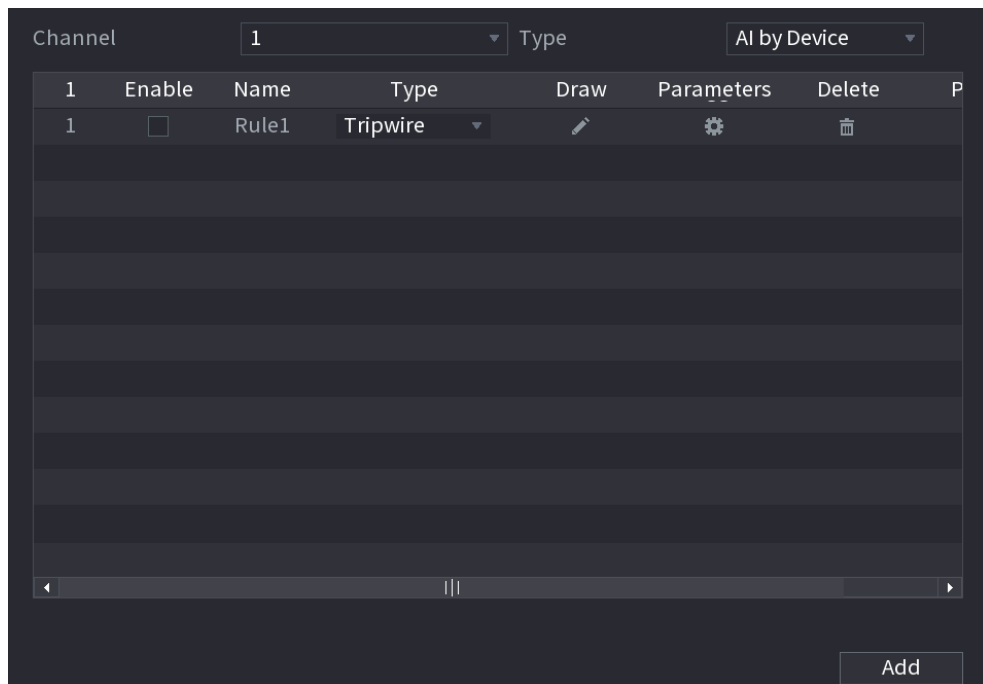 Channel 1 Type AI by Device
1 Enable Name Type Draw Parameters Delete P
1 Rule1 Tripwire
Add